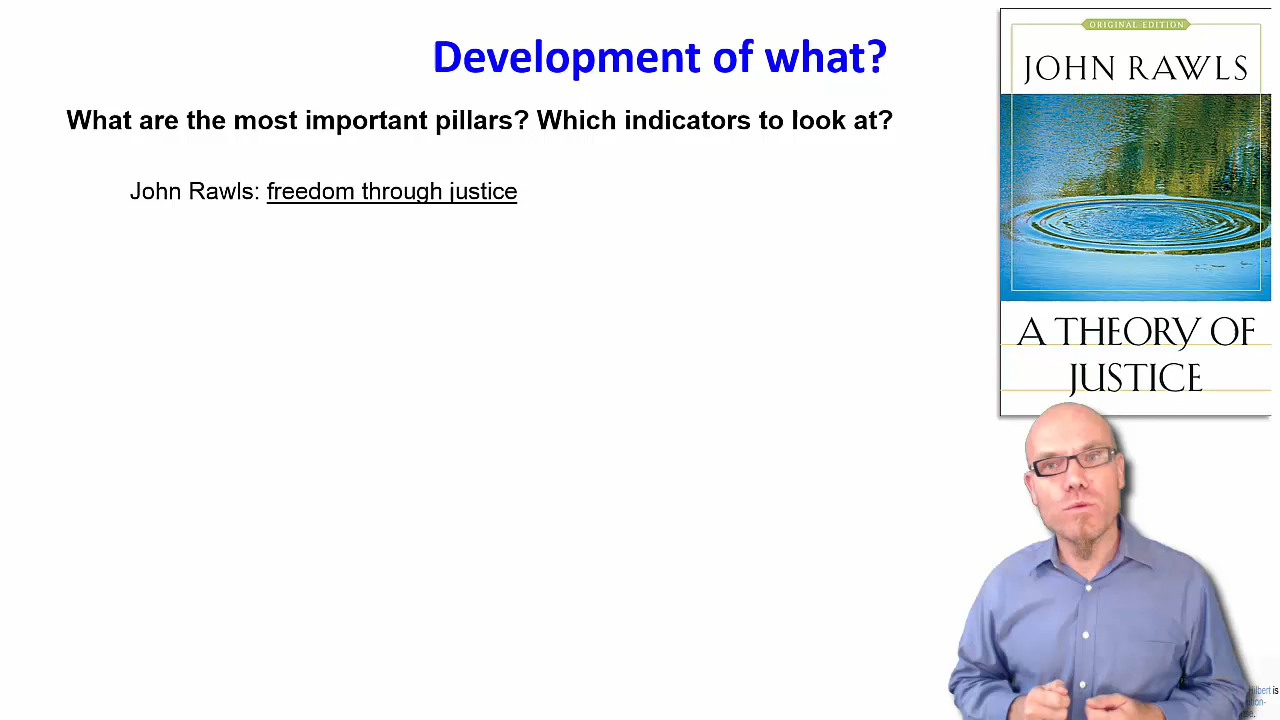 Development of what?
What are the most important pillars? Which indicators to look at?
John Rawls: freedom through justice
ORIGINAL EDITION
JOHN RAWLS
A THEORY OF
JUSTICE
is